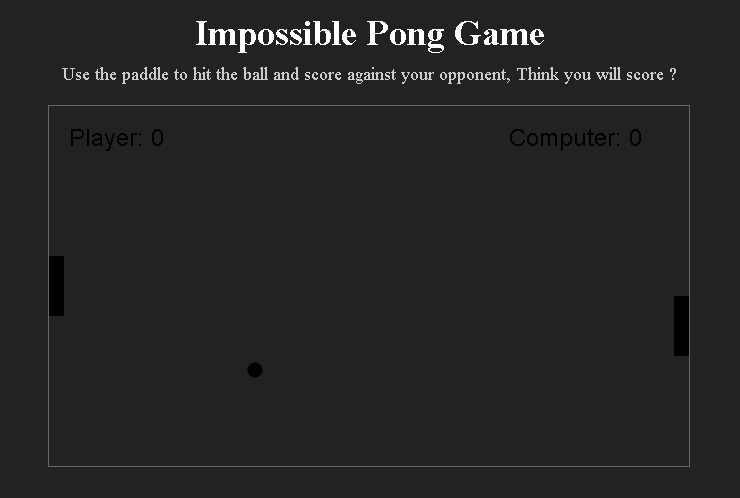 Impossible Pong Game
Use the paddle to hit the ball and score against your opponent, Think you will score ?
Player: 0
Computer: 0